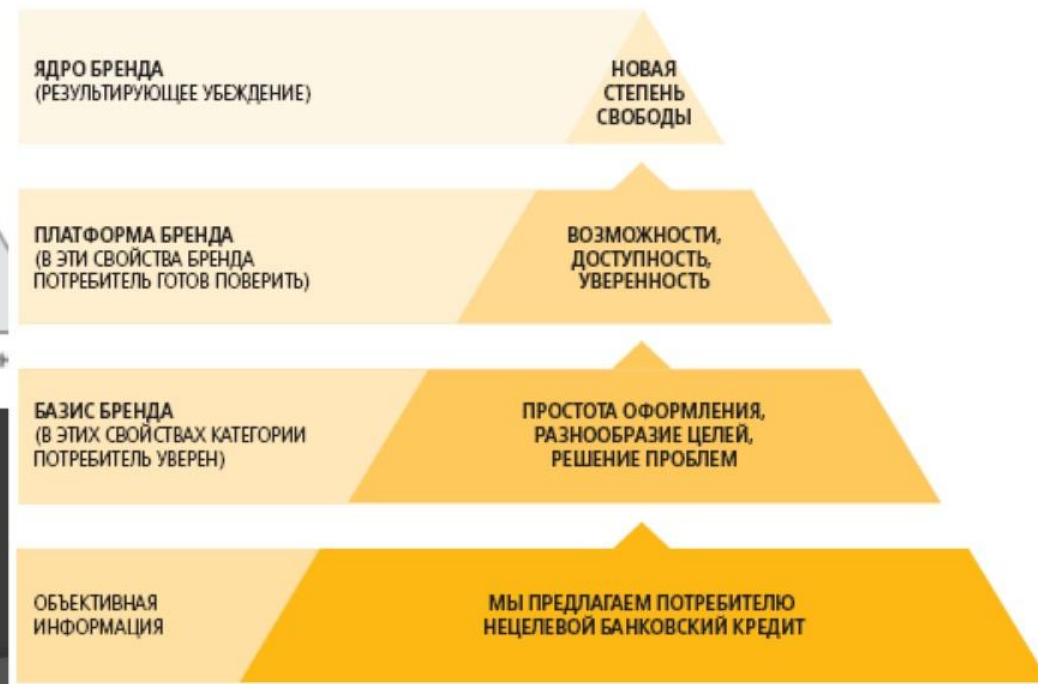 ЯДРО БРЕНДА
(РЕЗУЛЬТИРУЮЩЕЕ УБЕЖДЕНИЕ)
НОВАЯ
СТЕПЕНЬ
СВОБОДЫ
ПЛАТФОРМА БРЕНДА
(В ЭТИ СВОЙСТВА БРЕНДА
ПОТРЕБИТЕЛЬ ГОТОВ ПОВЕРИТЬ)
ВОЗМОЖНОСТИ,
ДОСТУПНОСТЬ,
УВЕРЕННОСТЬ
БАЗИС БРЕНДА
(В ЭТИХ СВОЙСТВАХ КАТЕГОРИИ
ПОТРЕБИТЕЛЬ УВЕРЕН)
ПРОСТОТА ОФОРМЛЕНИЯ,
РАЗНООБРАЗИЕ ЦЕЛЕЙ,
РЕШЕНИЕ ПРОБЛЕМ
ОБЪЕКТИВНАЯ
ИНФОРМАЦИЯ
МЫ ПРЕДЛАГАЕМ ПОТРЕБИТЕЛЮ
НЕЦЕЛЕВОЙ БАНКОВСКИЙ КРЕДИТ